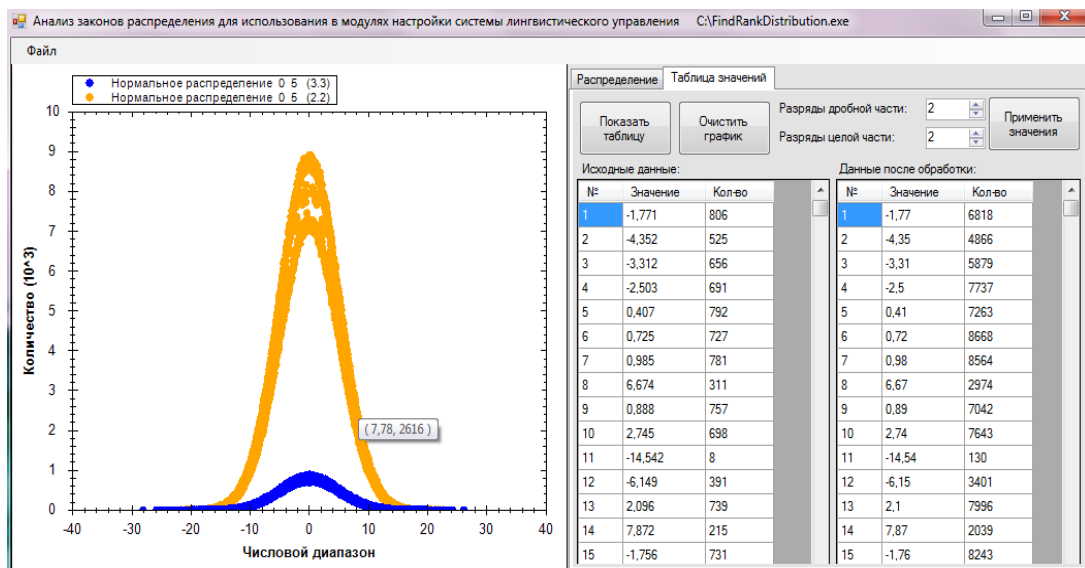 Анализ законов распределения для использования в модулях настройки системы лингвистического управления C:\FindRankDistribution.exe
Файл
Нормальное распределение 0 5 (3.3)
Нормальное распределение 0 5 (2.2)
Количество (10^3)
10
9
8
7
6
5
4
3
2
1
0
( 7,78, 2616 )
-40 -30 -20 -10 0 10 20 30 40
Числовой диапазон
Распределение Таблица значений
Показать таблицу
Очистить график
Разряды дробной части: 2
Разряды целой части: 2
Применить значения
Исходные данные: Данные после обработки:
№ Значение Кол-во № Значение Кол-во
1 -1,771 806 1 -1,77 6818
2 -4,352 525 2 -4,35 4866
3 -3,312 656 3 -3,31 5879
4 -2,503 691 4 -2,5 7737
5 0,407 792 5 0,41 7263
6 0,725 727 6 0,72 8668
7 0,985 781 7 0,98 8564
8 6,674 311 8 6,67 2974
9 0,888 757 9 0,89 7042
10 2,745 698 10 2,74 7643
11 -14,542 8 11 -14,54 130
12 -6,149 391 12 -6,15 3401
13 2,096 739 13 2,1 7996
14 7,872 215 14 7,87 2039
15 -1,756 731 15 -1,76 8243